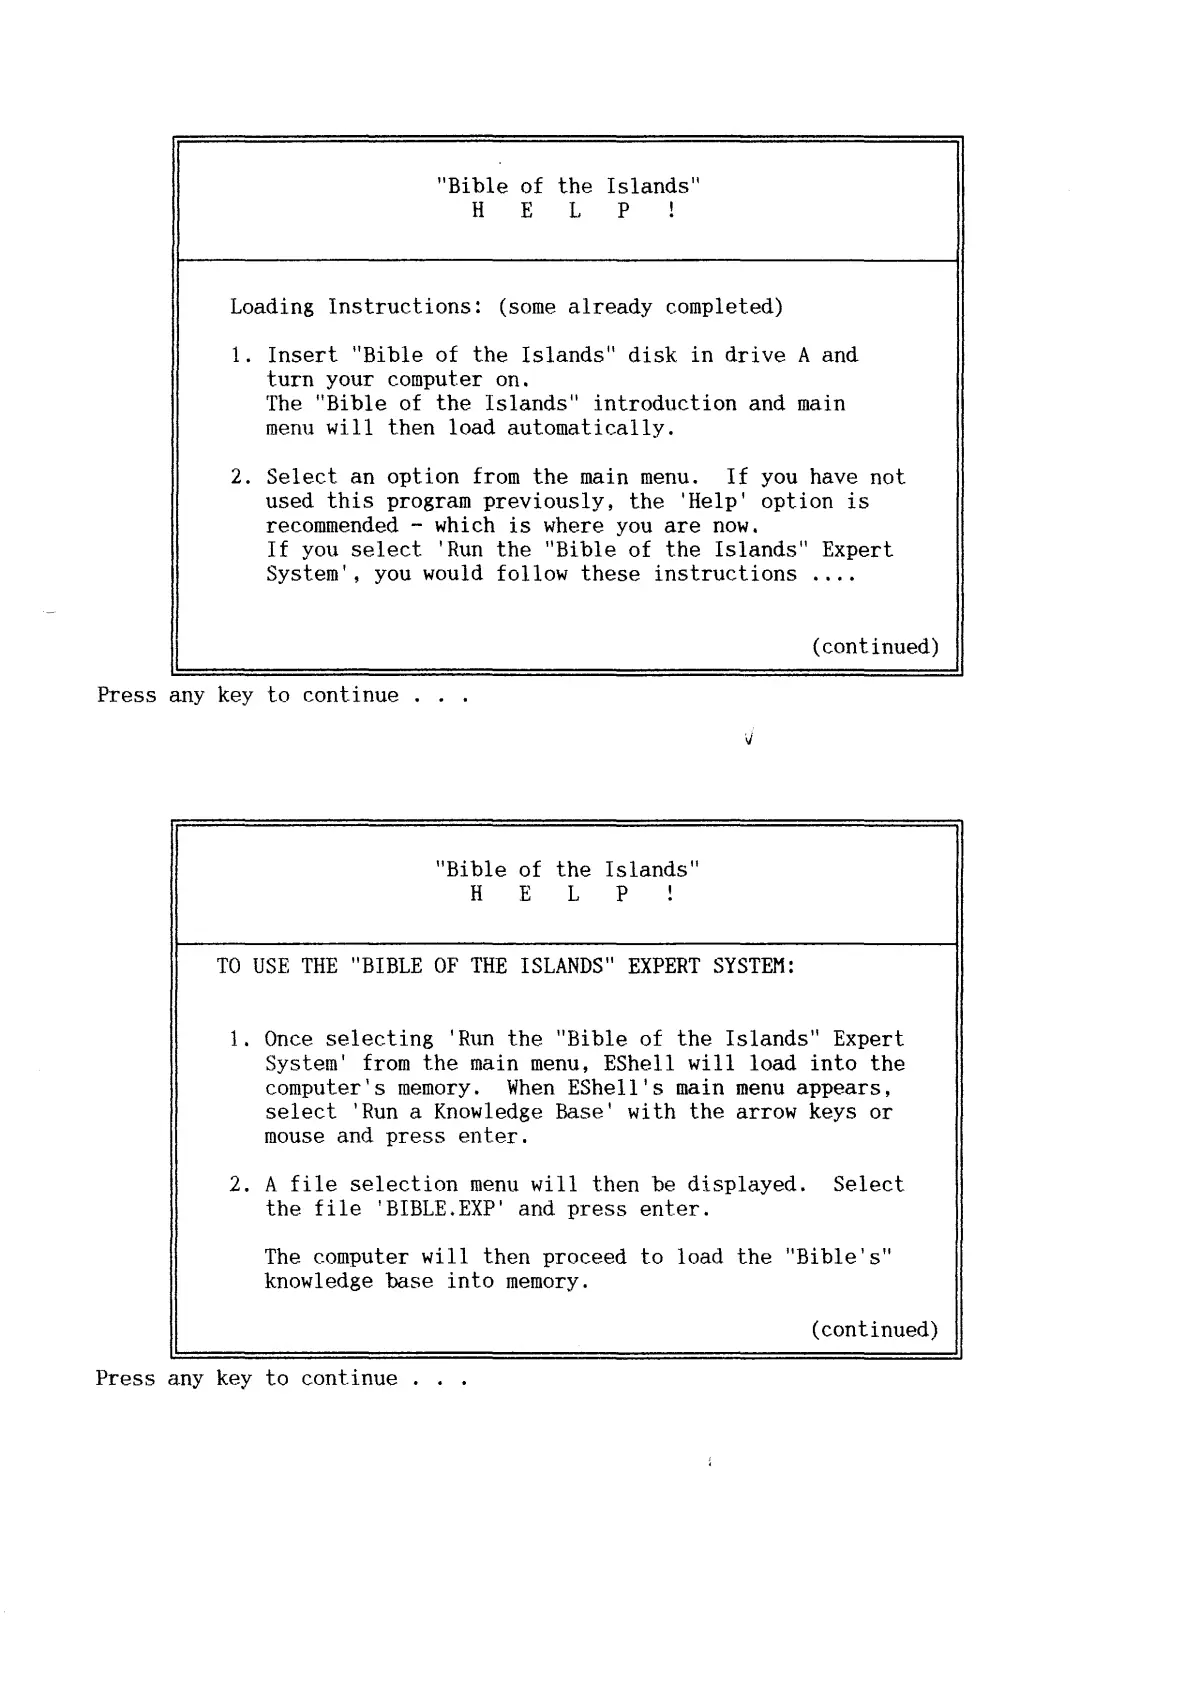 "Bible of the Islands"
H E L P !
Loading Instructions: (some already completed)
1. Insert "Bible of the Islands" disk in drive A and
turn your computer on.
The "Bible of the Islands" introduction and main
menu will then load automatically.
2. Select an option from the main menu. If you have not
used this program previously, the 'Help' option is
recommended - which is where you are now.
If you select 'Run the "Bible of the Islands" Expert
System', you would follow these instructions ....
(continued)
Press any key to continue . . .
"Bible of the Islands"
H E L P !
TO USE THE "BIBLE OF THE ISLANDS" EXPERT SYSTEM:
1. Once selecting 'Run the "Bible of the Islands" Expert
System' from the main menu, EShell will load into the
computer's memory. When EShell's main menu appears,
select 'Run a Knowledge Base' with the arrow keys or
mouse and press enter.
2. A file selection menu will then be displayed. Select
the file 'BIBLE.EXP' and press enter.
The computer will then proceed to load the "Bible's"
knowledge base into memory.
(continued)
Press any key to continue . . .